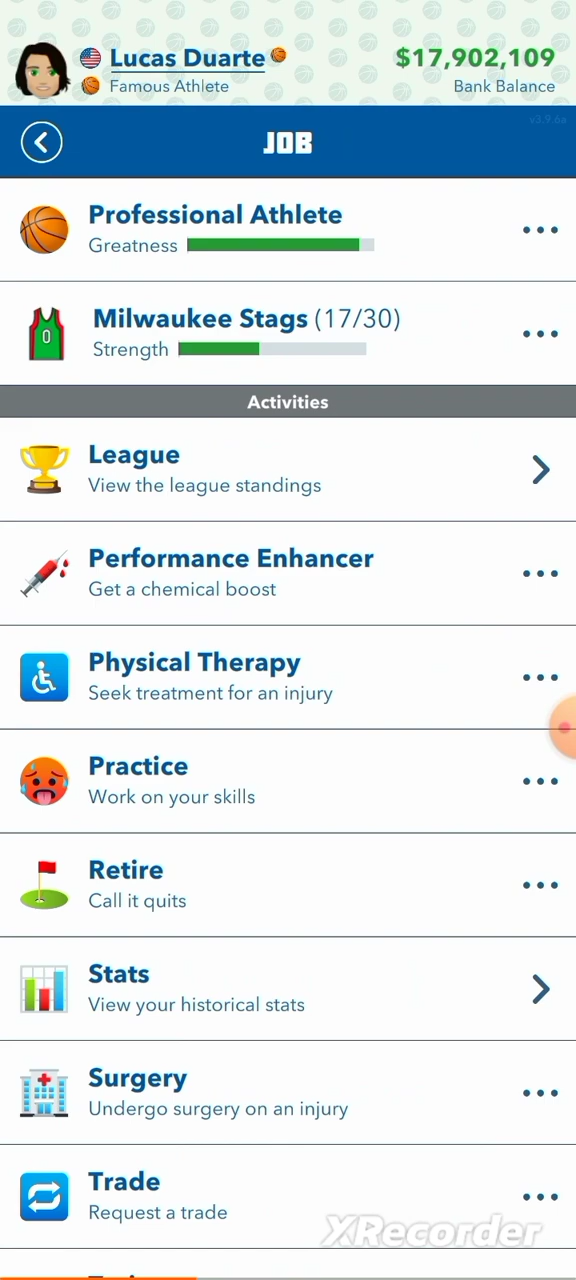 Lucas Duarte
$17,902,109
Famous Athlete
Bank Balance
v3.9.6a
JOB
Professional Athlete
Greatness
0
Milwaukee Stags (17/30)
Strength
Activities
League
View the league standings
Performance Enhancer
Get a chemical boost
Physical Therapy
Seek treatment for an injury
Practice
Work on your skills
Retire
Call it quits
Stats
View your historical stats
Surgery
Undergo surgery on an injury
Trade
Request a trade
XRecorder